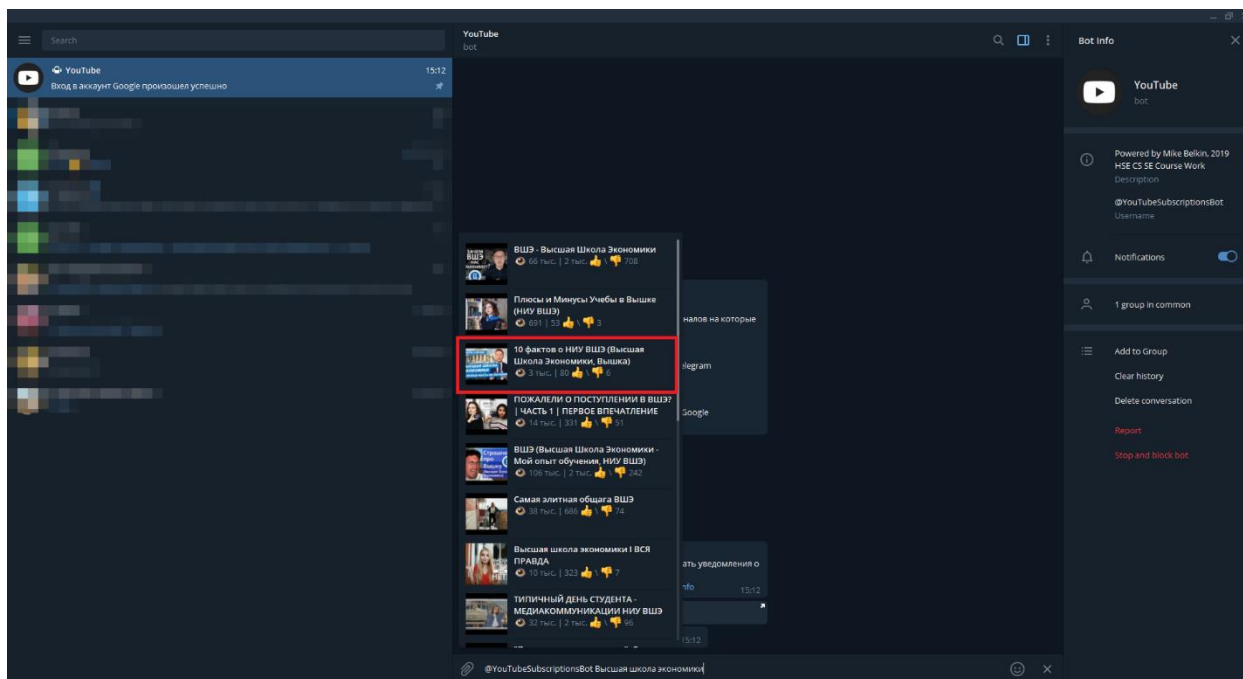 Search
YouTube
bot
Bot Info
YouTube
15:12
Вход в аккаунт Google произошел успешно
YouTube
bot
Powered by Mike Belkin, 2019
HSE CS SE Course Work
Description
@YouTubeSubscriptionsBot
Username
Notifications
1 group in common
Add to Group
Clear history
Delete conversation
Report
Stop and block bot
ВШЭ - Высшая Школа Экономики
66 тыс. | 2 тыс. 👍 \ 👎 708
Плюсы и Минусы Учебы в Вышке
(НИУ ВШЭ)
691 | 53 👍 \ 👎 3
10 фактов о НИУ ВШЭ (Высшая
Школа Экономики, Вышка)
3 тыс. | 80 👍 \ 👎 6
ПОЖАЛЕЛИ О ПОСТУПЛЕНИИ В ВШЭ?
| ЧАСТЬ 1 | ПЕРВОЕ ВПЕЧАТЛЕНИЕ
14 тыс. | 331 👍 \ 👎 51
ВШЭ (Высшая Школа Экономики -
Мой опыт обучения, НИУ ВШЭ)
106 тыс. | 2 тыс. 👍 \ 👎 242
Самая элитная общага ВШЭ
38 тыс. | 686 👍 \ 👎 74
Высшая школа экономики I ВСЯ
ПРАВДА
10 тыс. | 323 👍 \ 👎 7
ТИПИЧНЫЙ ДЕНЬ СТУДЕНТА -
МЕДИАКОММУНИКАЦИИ НИУ ВШЭ
32 тыс. | 2 тыс. 👍 \ 👎 96
налов на которые
elegram
Google
ать уведомления о
nfo
15:12
15:12
@YouTubeSubscriptionsBot Высшая школа экономики